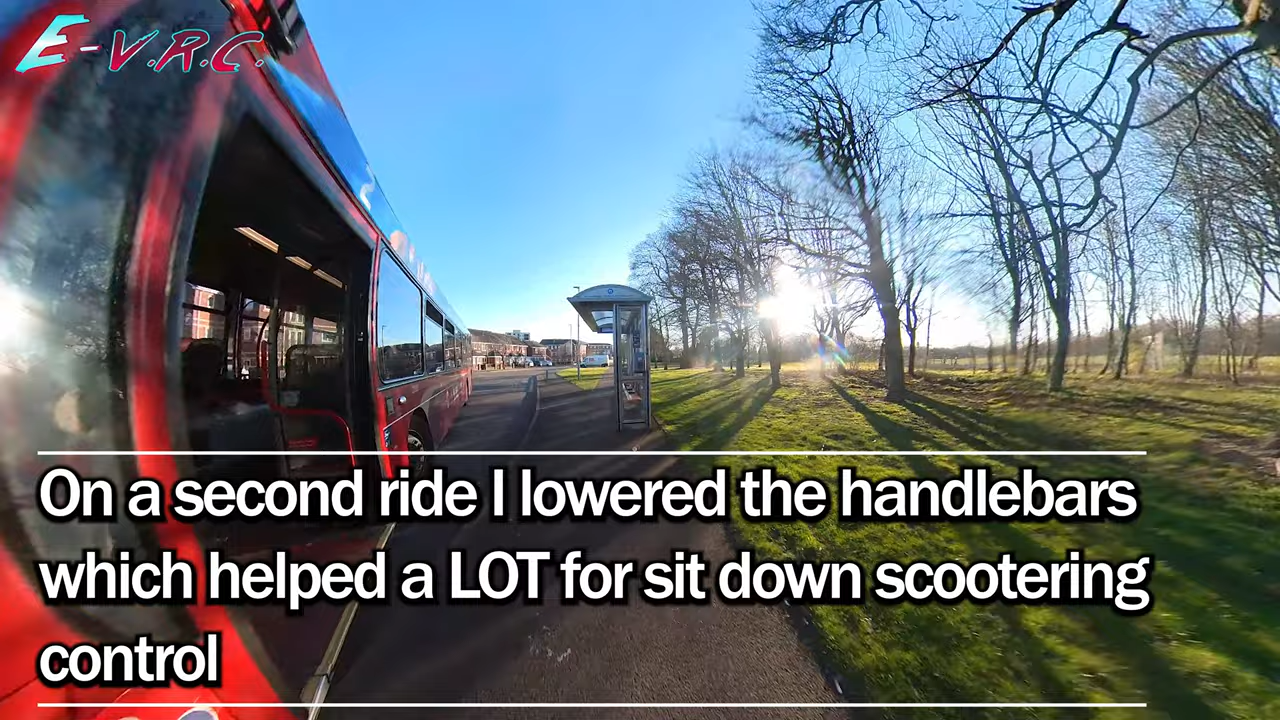 E-V.R.C.
On a second ride I lowered the handlebars
which helped a LOT for sit down scootering
control